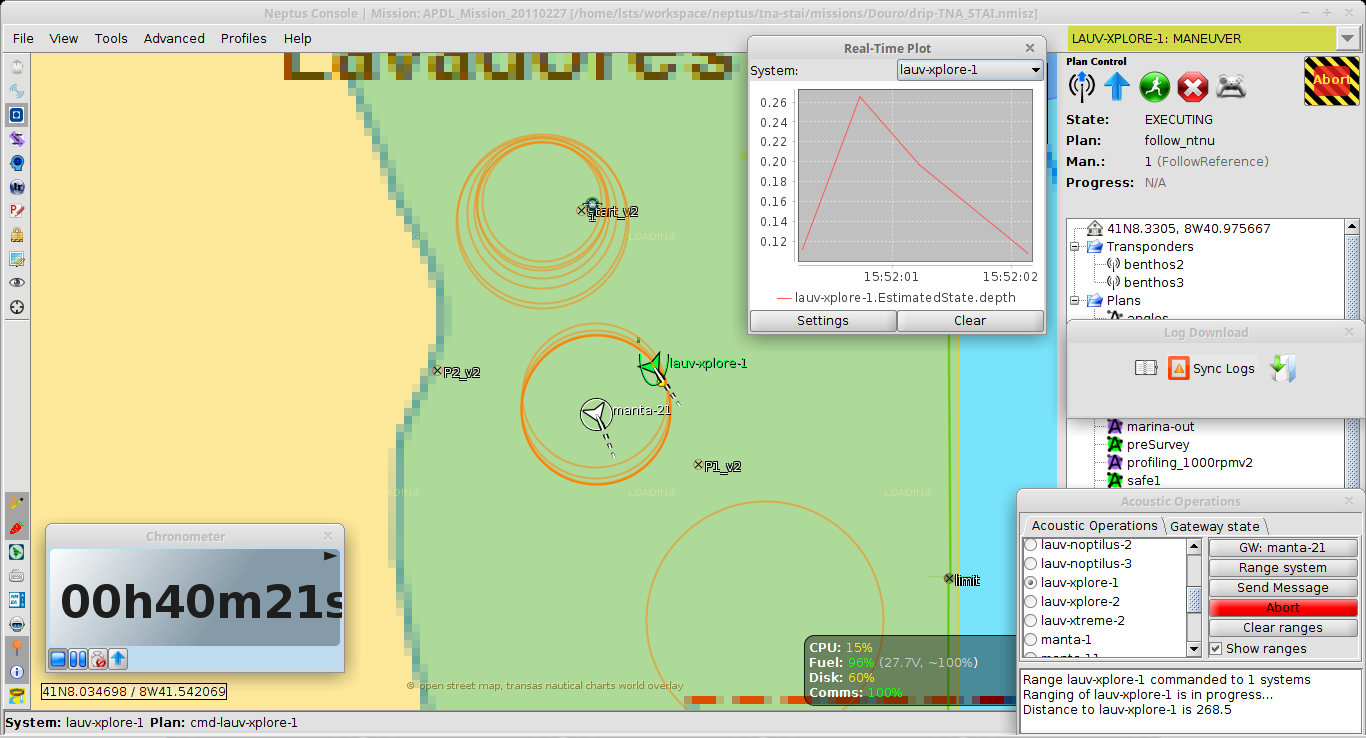 Neptus Console | Mission: APDL_Mission_20110227 [/home/lsts/workspace/neptus/tna-stai/missions/Douro/drip-TNA_STAI.nmisz]
File View Tools Advanced Profiles Help
LAUV-XPLORE-1: MANEUVER
Plan Control
Abort
State: EXECUTING
Plan: follow_ntnu
Man.: 1 (FollowReference)
Progress: N/A
41N8.3305, 8W40.975667
Transponders
benthos2
benthos3
Plans
angles
Log Download
Sync Logs
marina-out
preSurvey
profiling_1000rpmv2
safe1
Real-Time Plot
System: lauv-xplore-1
0.26
0.24
0.22
0.20
0.18
0.16
0.14
0.12
15:52:01 15:52:02
lauv-xplore-1.EstimatedState.depth
Settings Clear
Lavadores
start_v2
LOADING
P2_v2
lauv-xplore-1
manta-21
P1_v2
LOADING
LOADING
LOADING
limit
Chronometer
00h40m21s
41N8.034698 / 8W41.542069
© open street map, transas nautical charts world overlay
CPU: 15%
Fuel: 96% (27.7V, ~100%)
Disk: 60%
Comms: 100%
Acoustic Operations
Acoustic Operations Gateway state
lauv-noptilus-2
lauv-noptilus-3
lauv-xplore-1
lauv-xplore-2
lauv-xtreme-2
manta-1
manta-11
GW: manta-21
Range system
Send Message
Abort
Clear ranges
Show ranges
Range lauv-xplore-1 commanded to 1 systems
Ranging of lauv-xplore-1 is in progress...
Distance to lauv-xplore-1 is 268.5
System: lauv-xplore-1 Plan: cmd-lauv-xplore-1